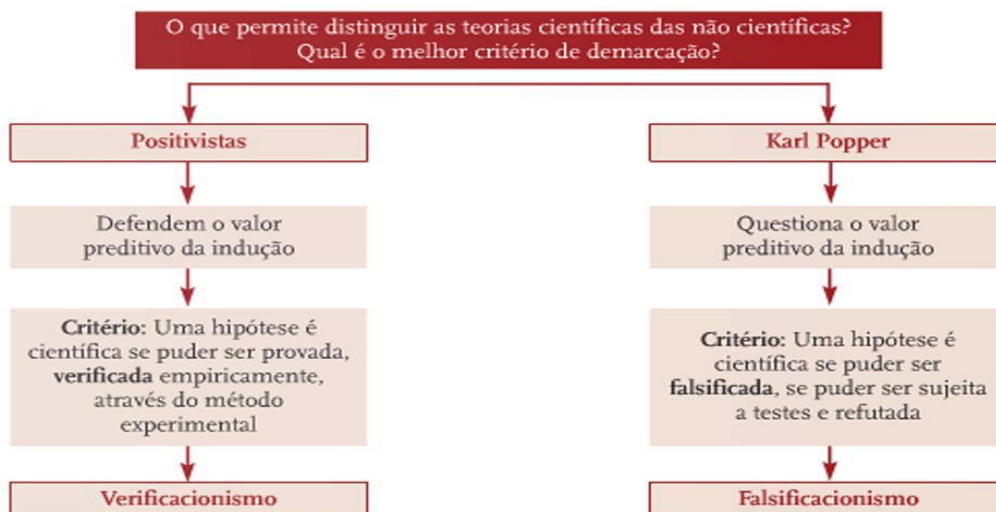 O que permite distinguir as teorias científicas das não científicas?
Qual é o melhor critério de demarcação?
Positivistas
Defendem o valor
preditivo da indução
Critério: Uma hipótese é
científica se puder ser provada,
verificada empiricamente,
através do método
experimental
Verificacionismo
Karl Popper
Questiona o valor
preditivo da indução
Critério: Uma hipótese é
científica se puder ser
falsificada, se puder ser sujeita
a testes e refutada
Falsificacionismo